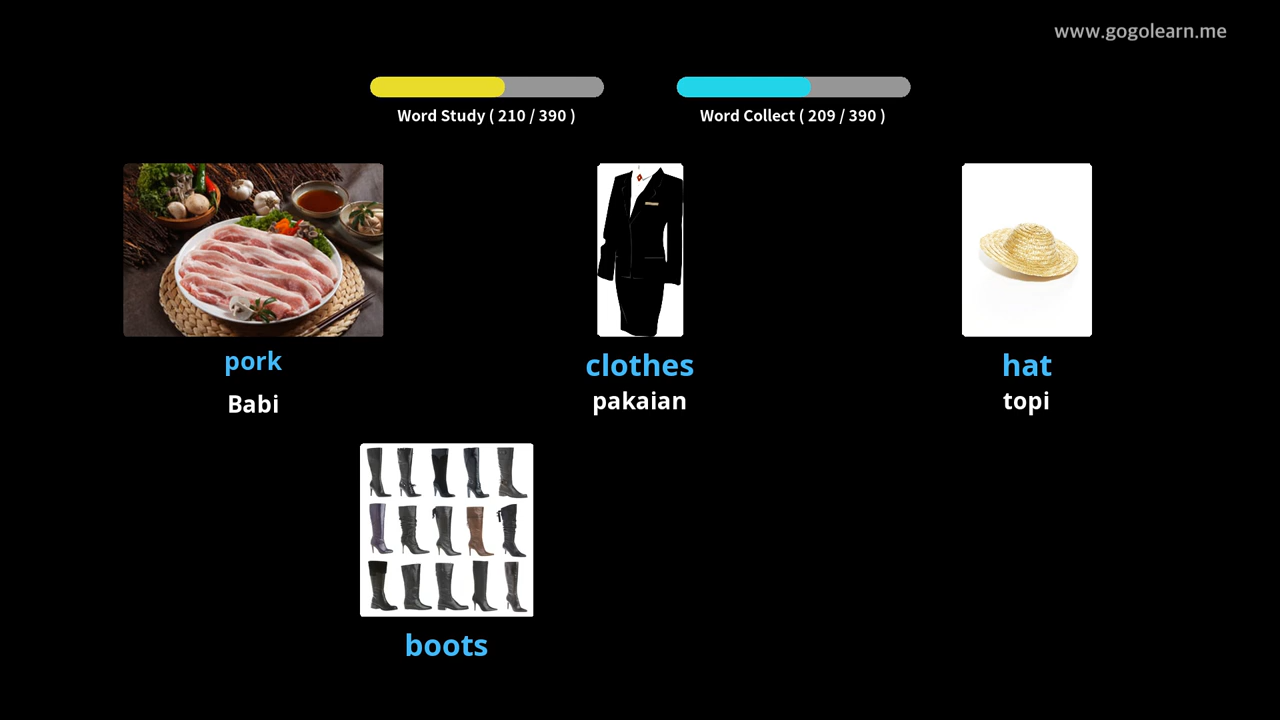 www.gogolearn.me
Word Study ( 210 / 390 )
Word Collect ( 209 / 390 )
pork
Babi
clothes
pakaian
hat
topi
boots